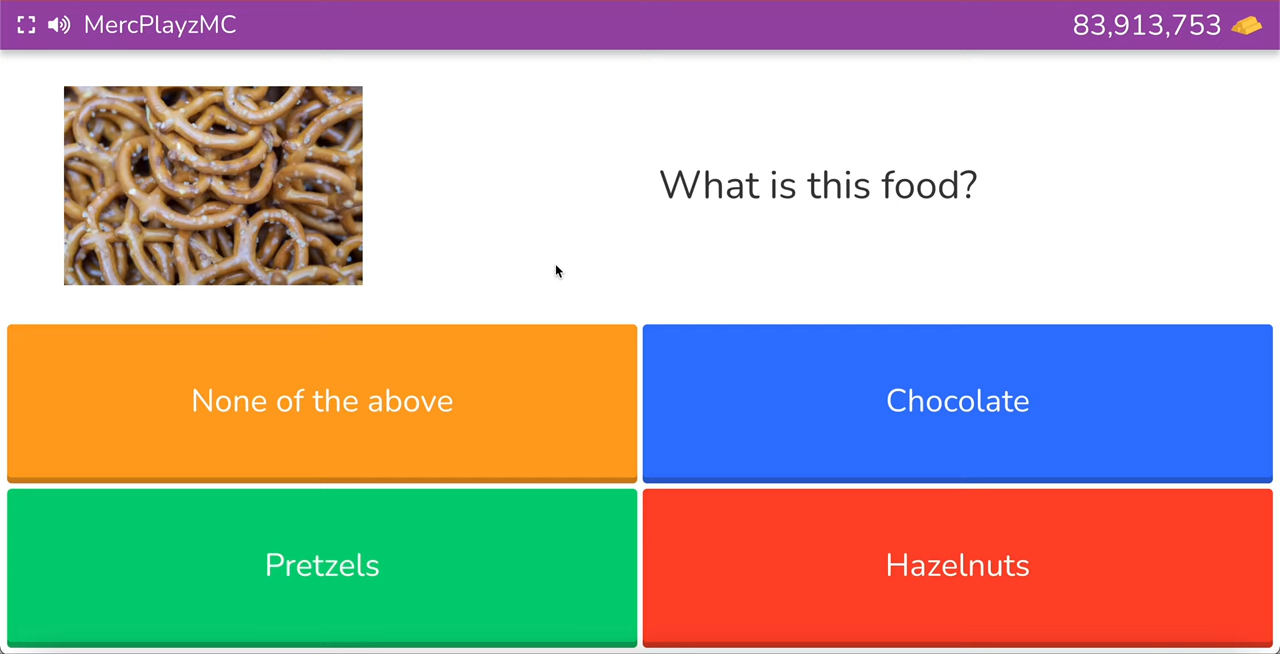 MercPlayzMC
83,913,753
What is this food?
None of the above
Chocolate
Pretzels
Hazelnuts